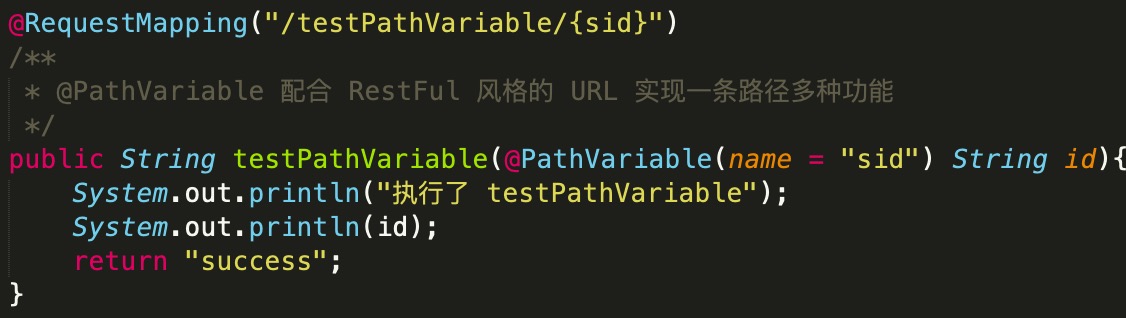 @RequestMapping("/testPathVariable/{sid}")
/**
 * @PathVariable 配合 RestFul 风格的 URL 实现一条路径多种功能
 */
public String testPathVariable(@PathVariable(name = "sid") String id){
    System.out.println("执行了 testPathVariable");
    System.out.println(id);
    return "success";
}